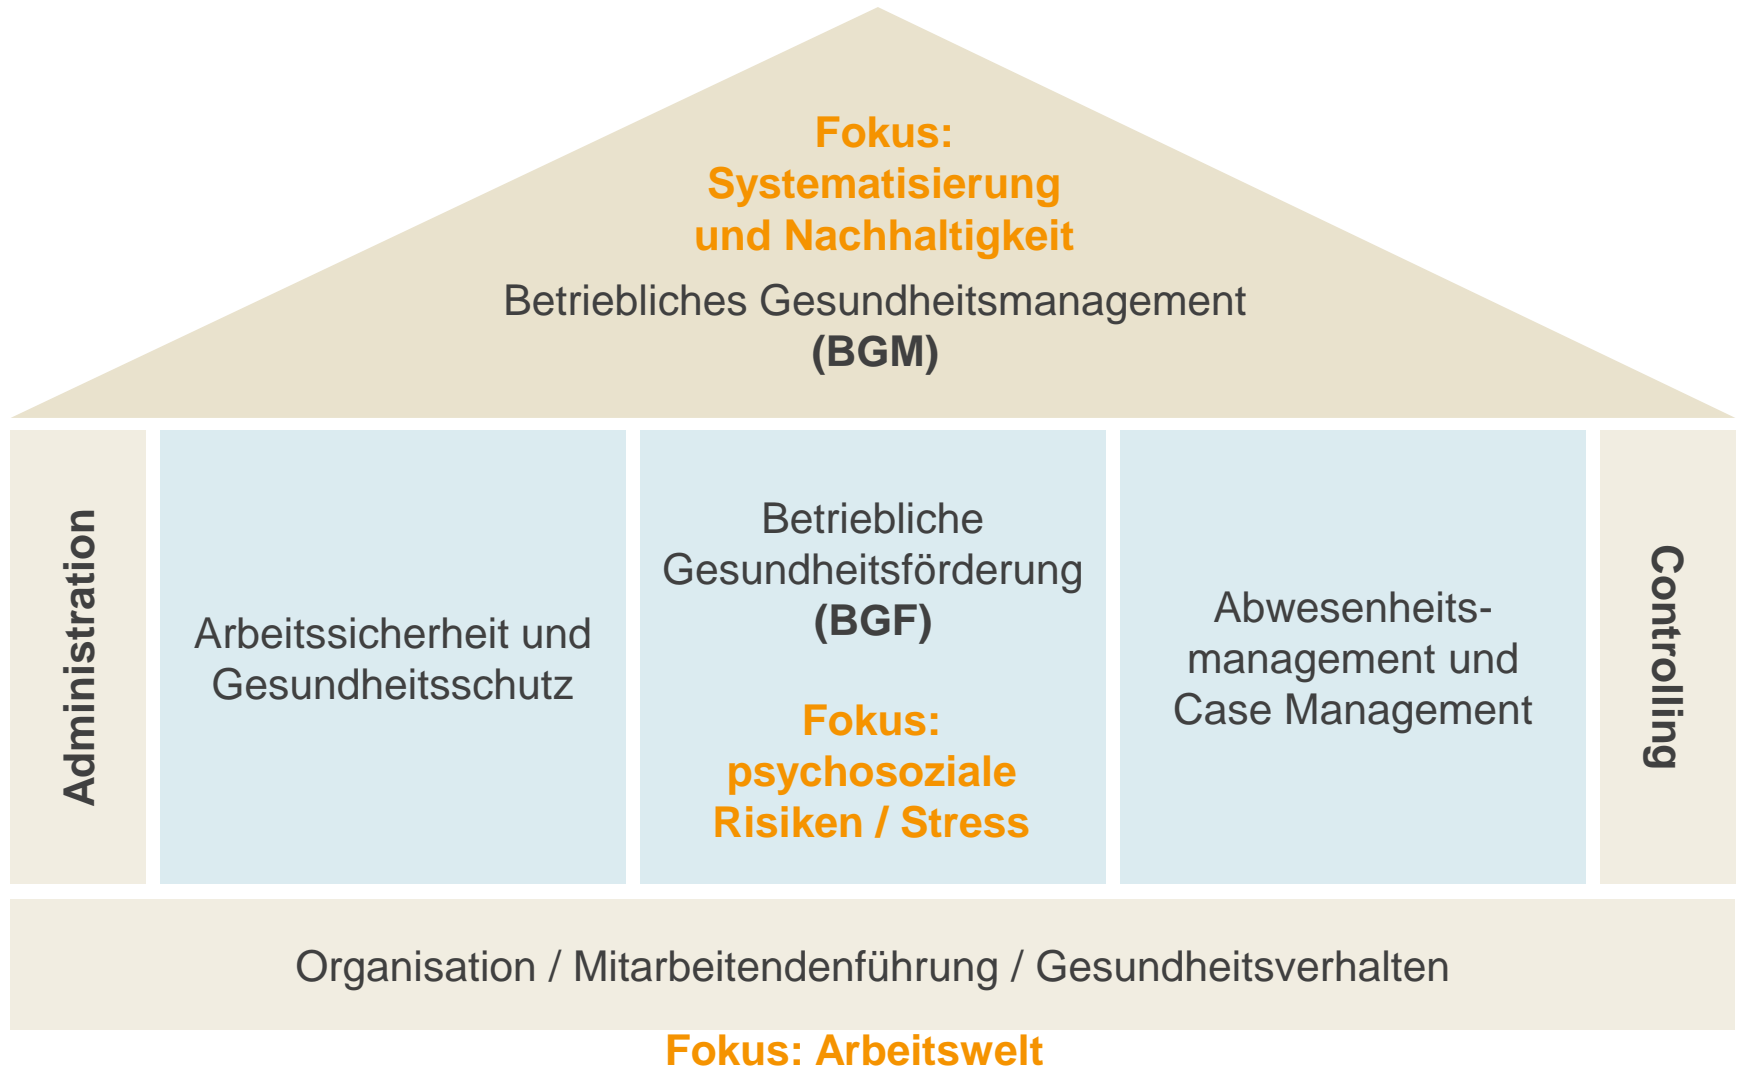 Fokus:
Systematisierung
und Nachhaltigkeit
Betriebliches Gesundheitsmanagement
(BGM)
Administration
Arbeitssicherheit und
Gesundheitsschutz
Betriebliche
Gesundheitsförderung
(BGF)
Fokus:
psychosoziale
Risiken / Stress
Abwesenheits-
management und
Case Management
Controlling
Organisation / Mitarbeitendenführung / Gesundheitsverhalten
Fokus: Arbeitswelt